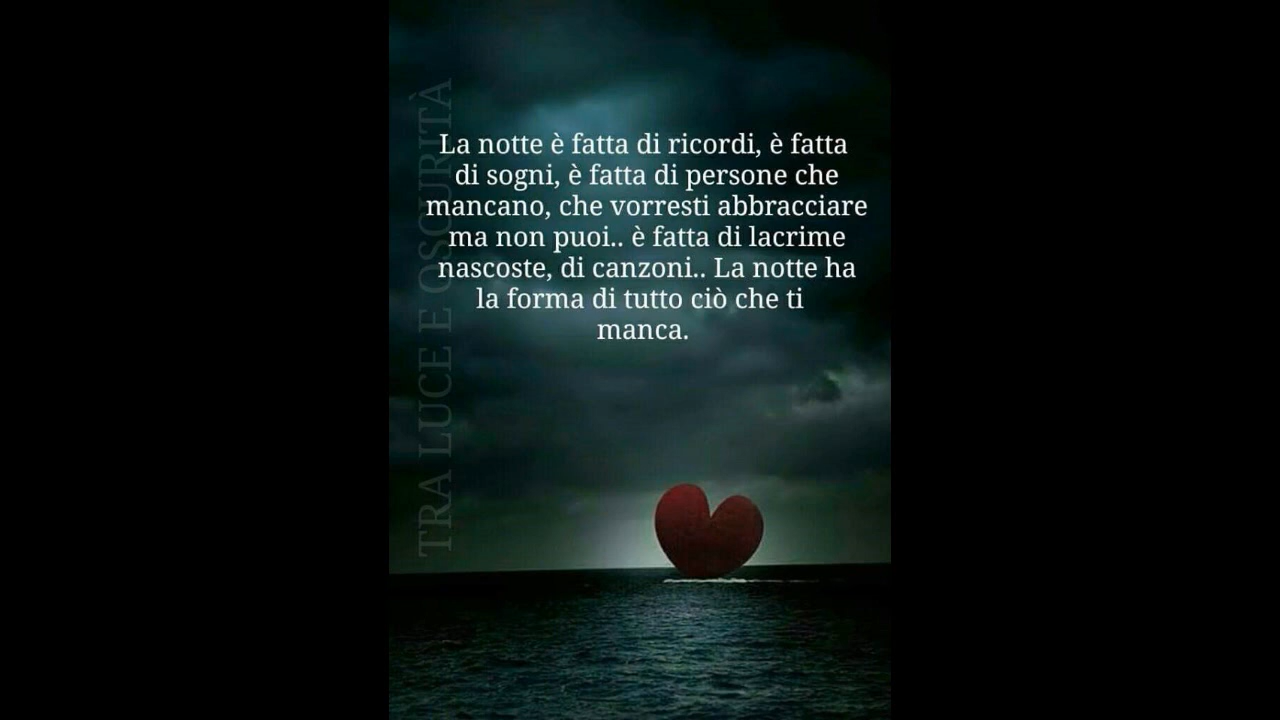 La notte è fatta di ricordi, è fatta
di sogni, è fatta di persone che
mancano, che vorresti abbracciare
ma non puoi.. è fatta di lacrime
nascoste, di canzoni.. La notte ha
la forma di tutto ciò che ti
manca.
TRA LUCE E OSCURITÀ